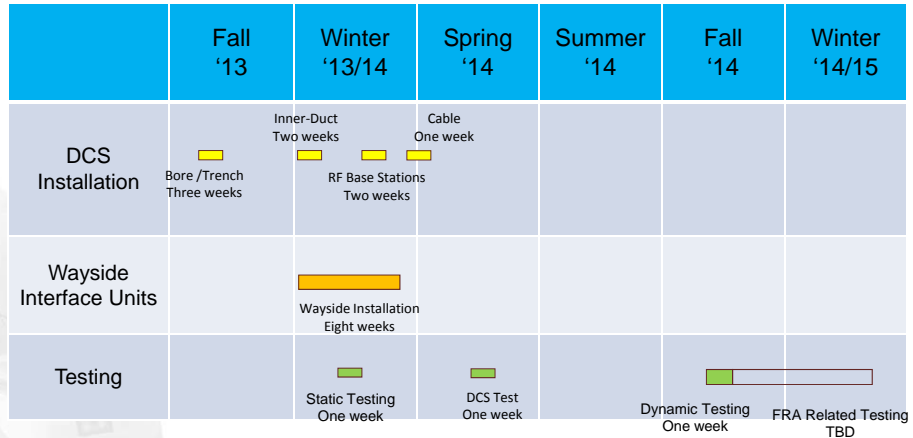 Fall
‘13
Winter
‘13/14
Spring
‘14
Summer
‘14
Fall
‘14
Winter
‘14/15
DCS
Installation
Bore /Trench
Three weeks
Inner-Duct
Two weeks
RF Base Stations
Two weeks
Cable
One week
Wayside
Interface Units
Wayside Installation
Eight weeks
Testing
Static Testing
One week
DCS Test
One week
Dynamic Testing
One week
FRA Related Testing
TBD